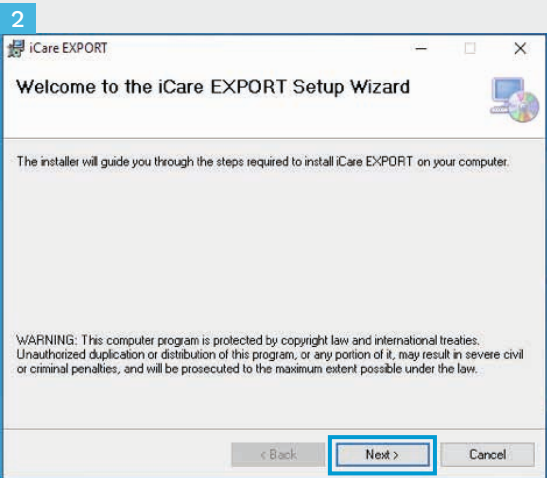 2
iCare EXPORT
Welcome to the iCare EXPORT Setup Wizard
The installer will guide you through the steps required to install iCare EXPORT on your computer.
WARNING: This computer program is protected by copyright law and international treaties.
Unauthorized duplication or distribution of this program, or any portion of it, may result in severe civil
or criminal penalties, and will be prosecuted to the maximum extent possible under the law.
< Back
Next >
Cancel